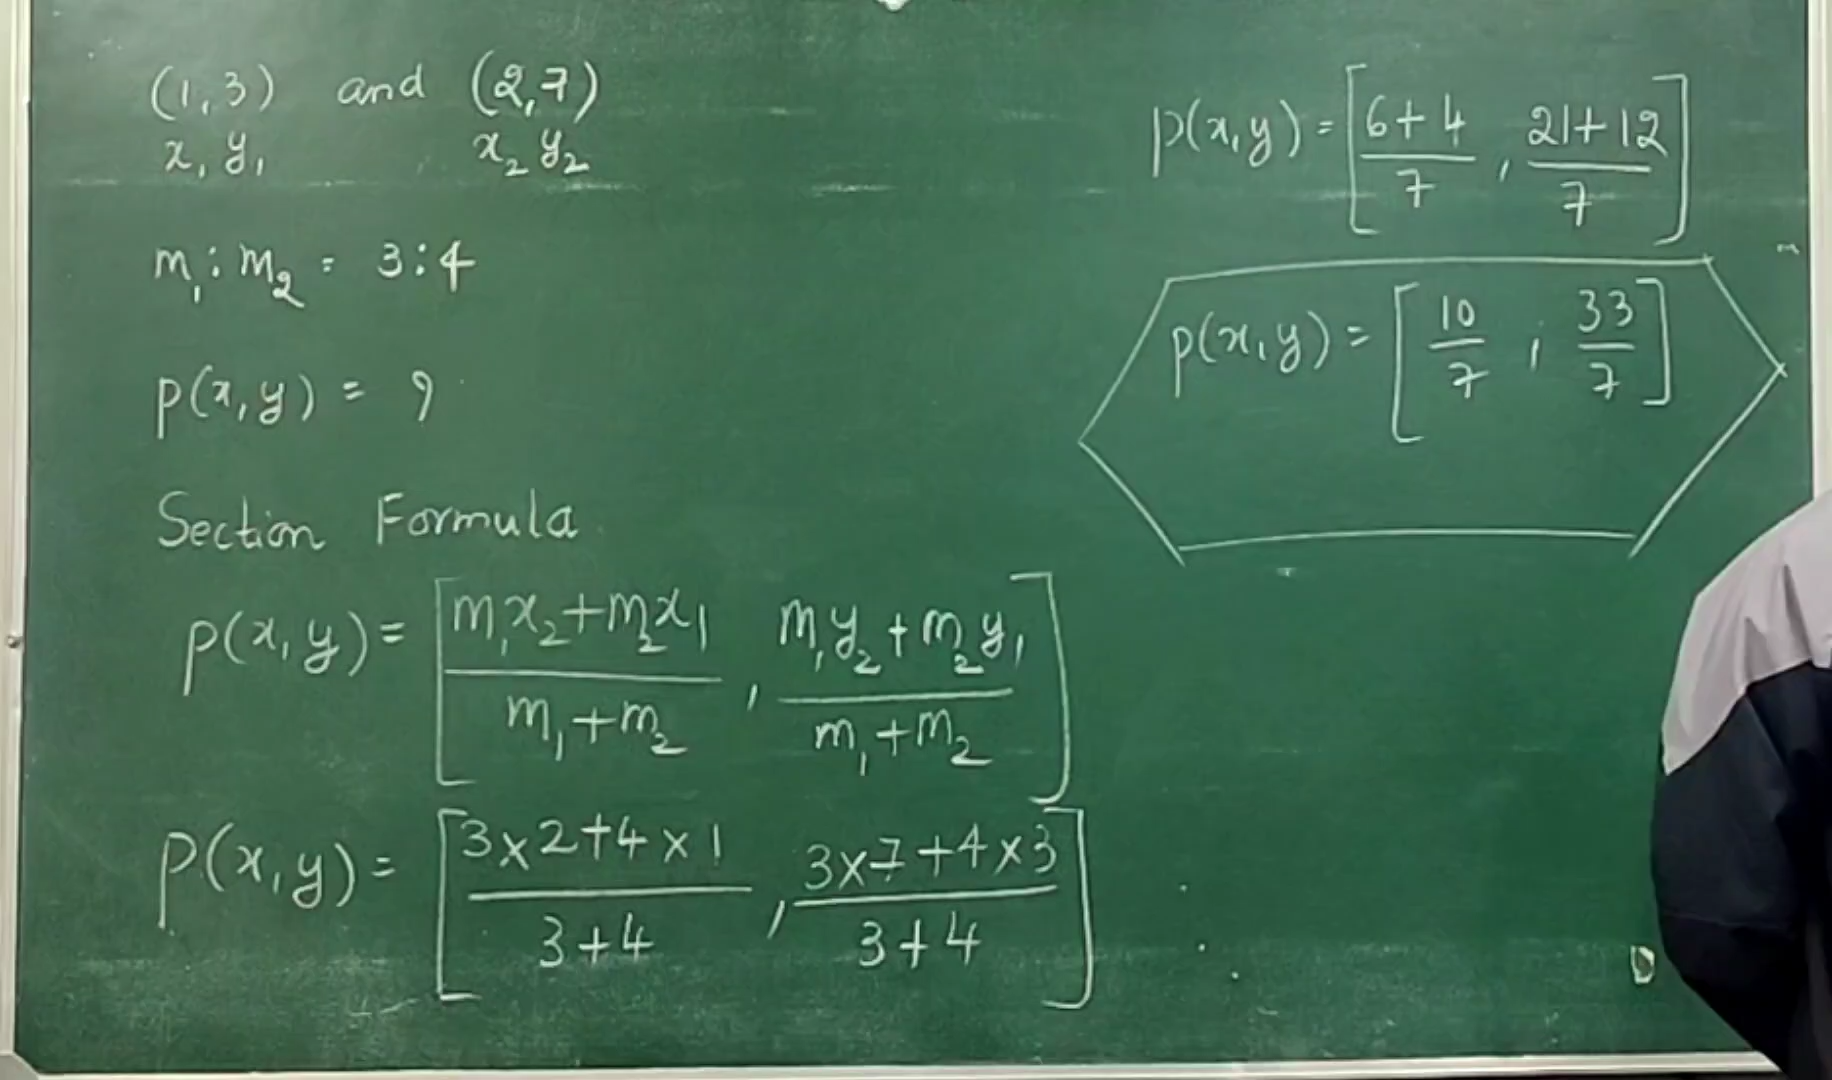 (1,3) and (2,7)
x₁ y₁ x₂ y₂
m₁ : m₂ = 3:4
p(x,y) = ?
Section Formula
p(x,y) = [m₁x₂+m₂x₁ / m₁+m₂ , m₁y₂+m₂y₁ / m₁+m₂]
p(x,y) = [3×2+4×1 / 3+4 , 3×7+4×3 / 3+4]
p(x,y) = [6+4 / 7 , 21+12 / 7]
p(x,y) = [10/7 , 33/7]